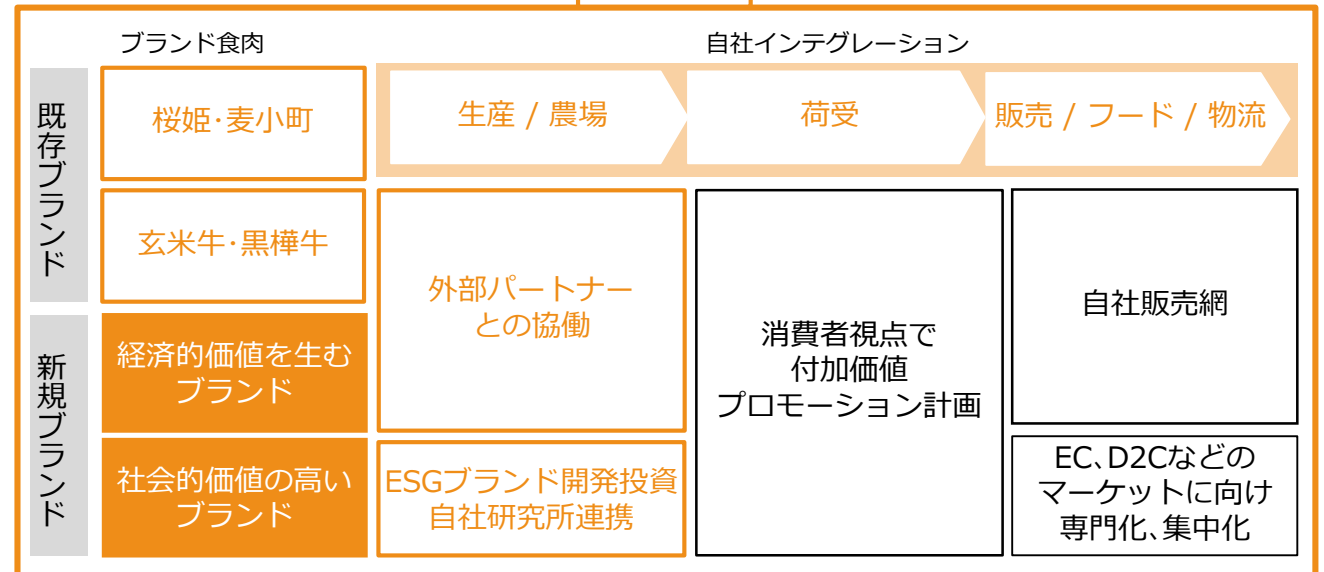 ブランド食肉
自社インテグレーション
既存ブランド
桜姫・麦小町
生産 / 農場
荷受
販売 / フード / 物流
玄米牛・黒樺牛
外部パートナー
との協働
消費者視点で
付加価値
プロモーション計画
自社販売網
新規ブランド
経済的価値を生む
ブランド
社会的価値の高い
ブランド
ESGブランド開発投資
自社研究所連携
EC、D2Cなどの
マーケットに向け
専門化、集中化